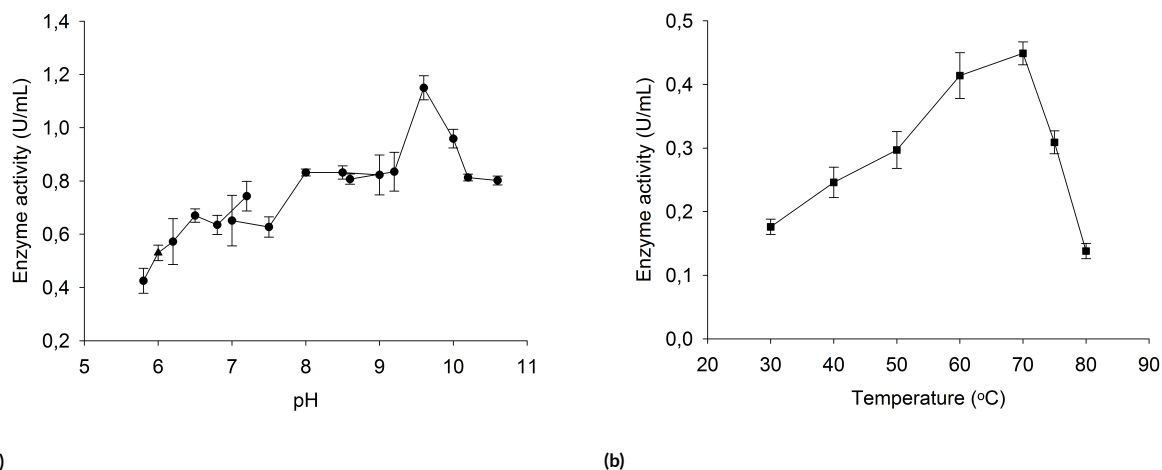 1,4
1,2
1,0
0,8
0,6
0,4
0,2
Enzyme activity (U/mL)
5 6 7 8 9 10 11
pH
)
0,5
0,4
0,3
0,2
0,1
0,0
Enzyme activity (U/mL)
20 30 40 50 60 70 80 90
Temperature (ºC)
(b)